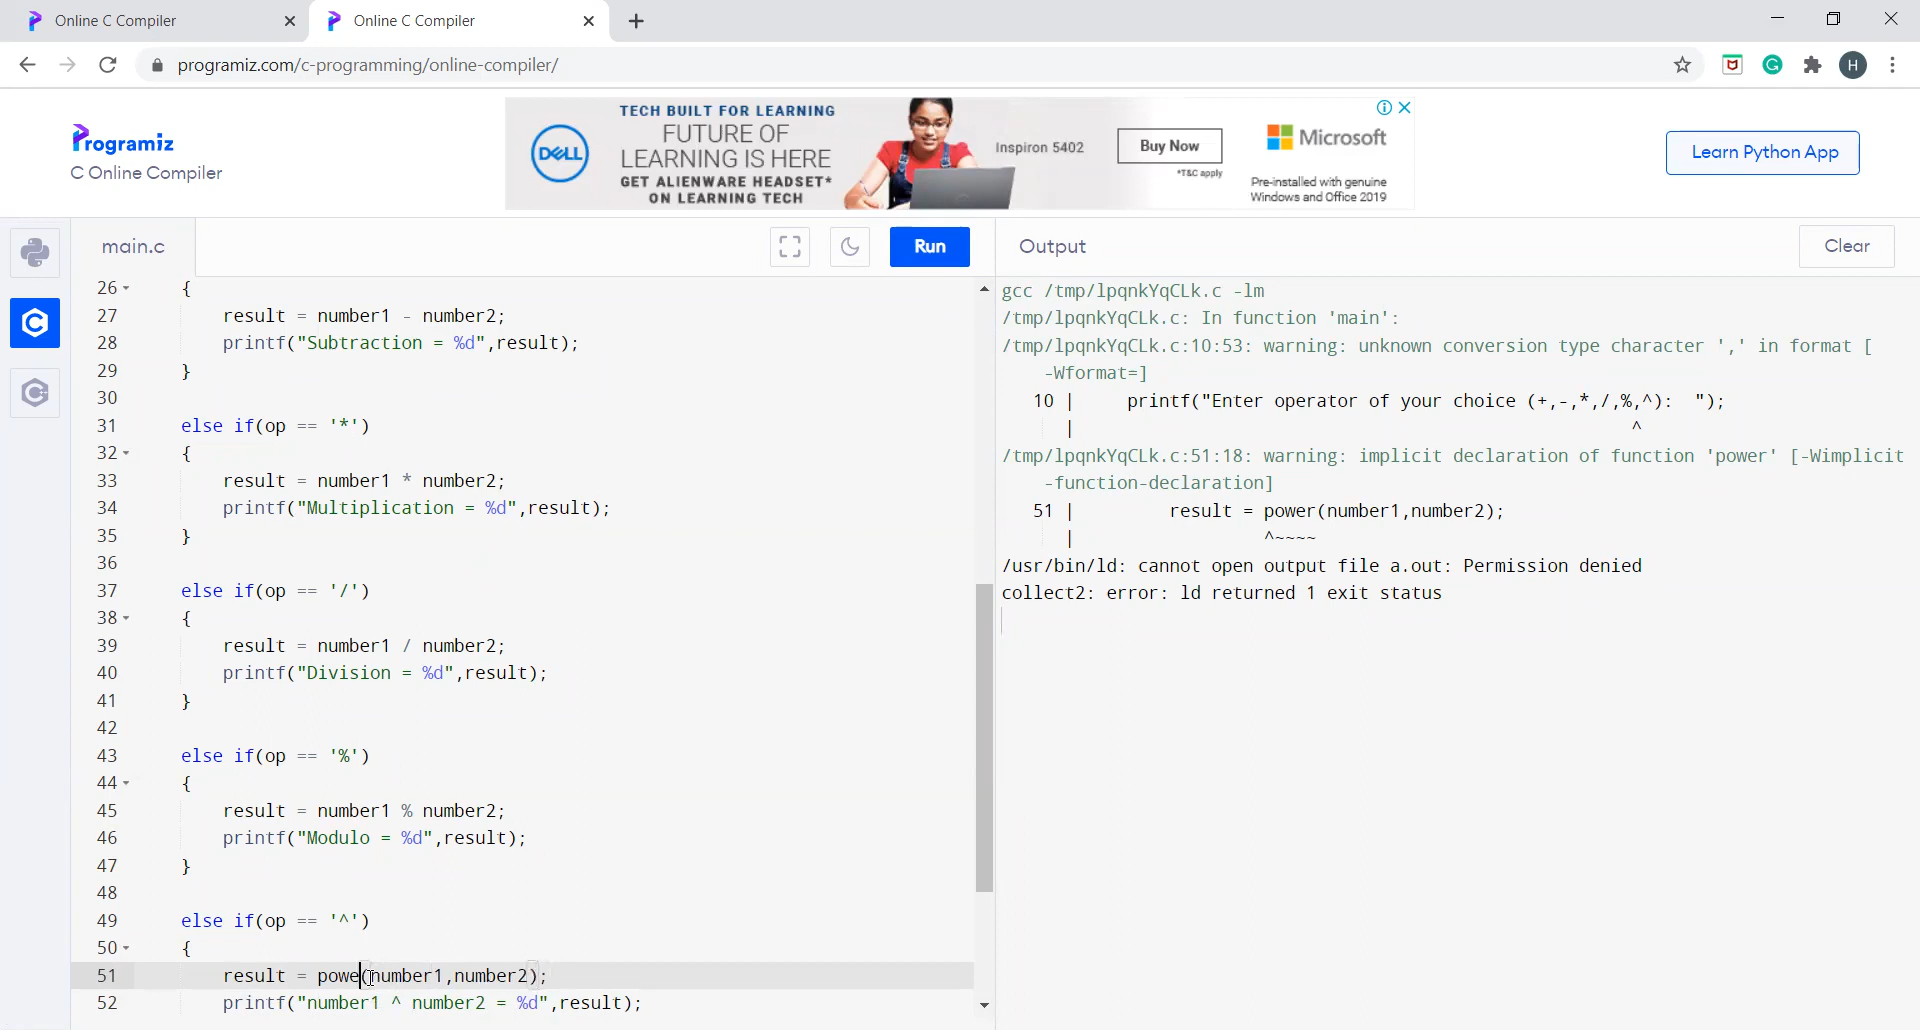 Online C Compiler
Online C Compiler
programiz.com/c-programming/online-compiler/
H
Programiz
C Online Compiler
DELL
TECH BUILT FOR LEARNING
FUTURE OF
LEARNING IS HERE
GET ALIENWARE HEADSET*
ON LEARNING TECH
Inspiron 5402
Buy Now
*T&C apply
Microsoft
Pre-installed with genuine
Windows and Office 2019
Learn Python App
main.c
Run
Output
Clear
26 {
27 result = number1 - number2;
28 printf("Subtraction = %d",result);
29 }
30
31 else if(op == '*')
32 {
33 result = number1 * number2;
34 printf("Multiplication = %d",result);
35 }
36
37 else if(op == '/')
38 {
39 result = number1 / number2;
40 printf("Division = %d",result);
41 }
42
43 else if(op == '%')
44 {
45 result = number1 % number2;
46 printf("Modulo = %d",result);
47 }
48
49 else if(op == '^')
50 {
51 result = powe(number1,number2);
52 printf("number1 ^ number2 = %d",result);
gcc /tmp/lpqnkYqCLk.c -lm
/tmp/lpqnkYqCLk.c: In function 'main':
/tmp/lpqnkYqCLk.c:10:53: warning: unknown conversion type character ',' in format [
-Wformat=]
10 | printf("Enter operator of your choice (+,-,*,/,%,^):  ");
| ^
/tmp/lpqnkYqCLk.c:51:18: warning: implicit declaration of function 'power' [-Wimplicit
-function-declaration]
51 | result = power(number1,number2);
| ^~~~~
/usr/bin/ld: cannot open output file a.out: Permission denied
collect2: error: ld returned 1 exit status